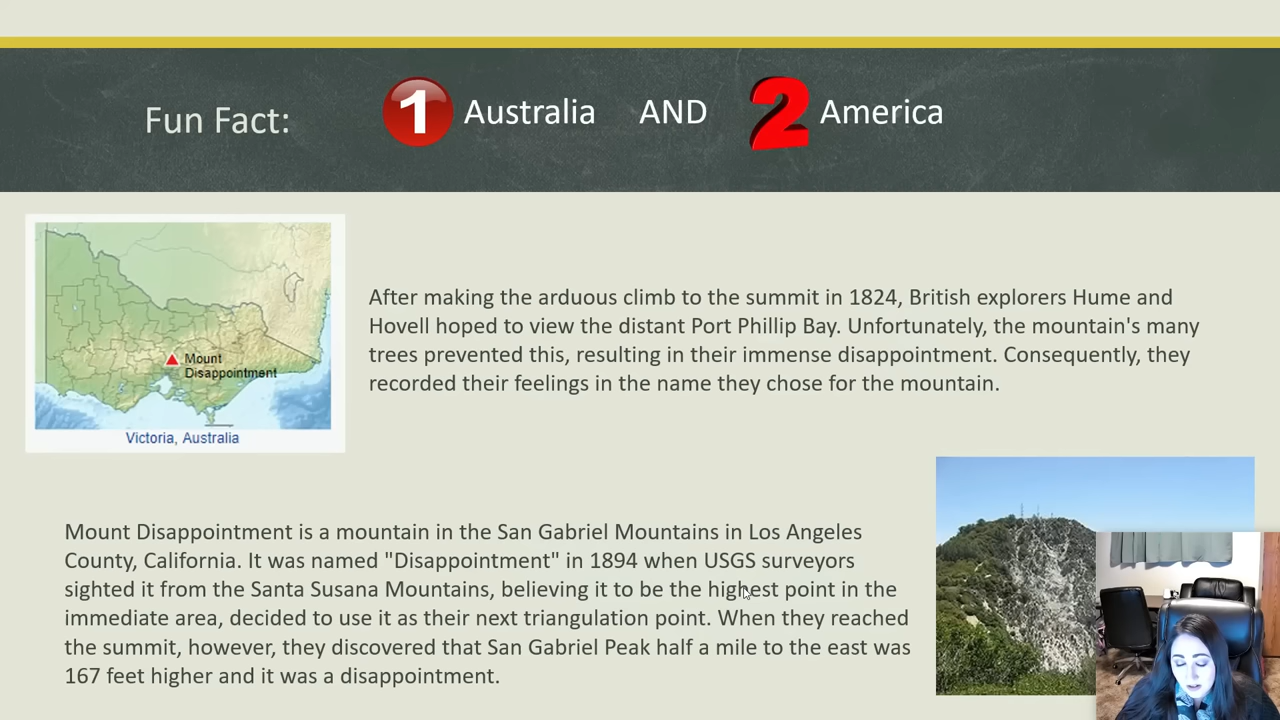 Fun Fact: 1 Australia AND 2 America
After making the arduous climb to the summit in 1824, British explorers Hume and
Hovell hoped to view the distant Port Phillip Bay. Unfortunately, the mountain's many
trees prevented this, resulting in their immense disappointment. Consequently, they
recorded their feelings in the name they chose for the mountain.
Mount
Disappointment
Victoria, Australia
Mount Disappointment is a mountain in the San Gabriel Mountains in Los Angeles
County, California. It was named "Disappointment" in 1894 when USGS surveyors
sighted it from the Santa Susana Mountains, believing it to be the highest point in the
immediate area, decided to use it as their next triangulation point. When they reached
the summit, however, they discovered that San Gabriel Peak half a mile to the east was
167 feet higher and it was a disappointment.